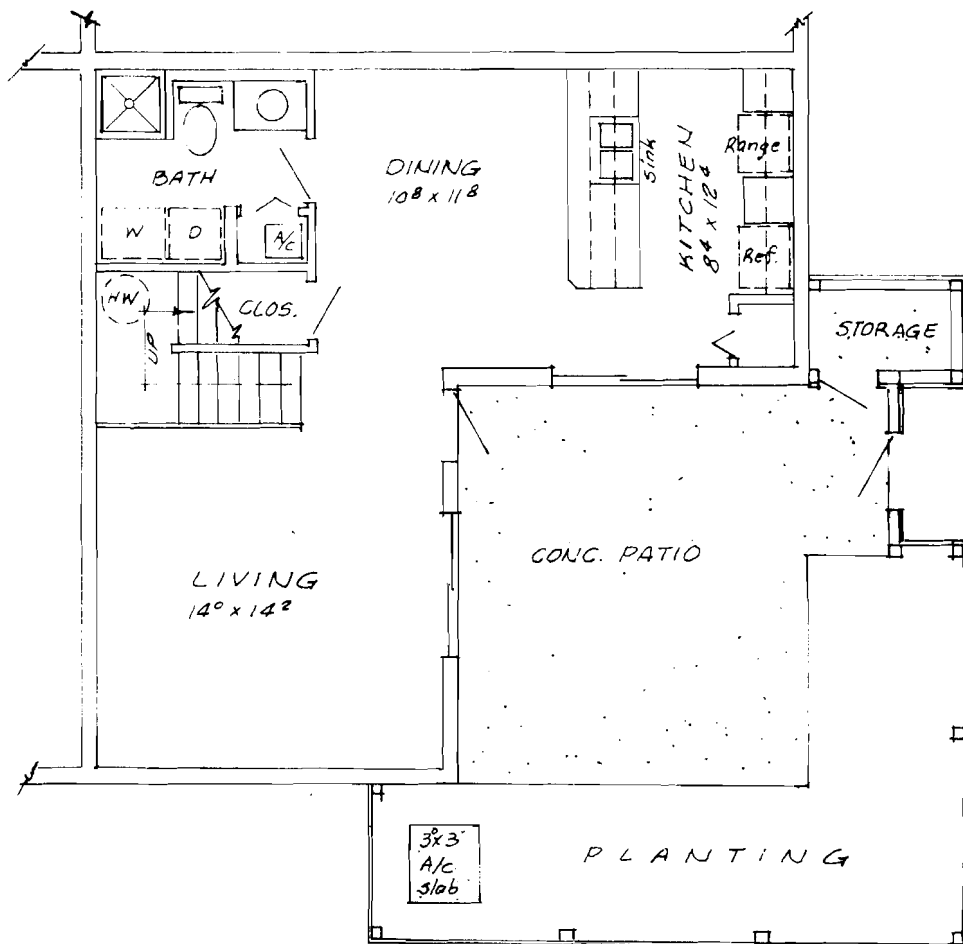 BATH
DINING
10⁸ x 11⁸
Sink
KITCHEN
8⁴ x 12⁴
Range
Ref.
W
D
A/C
HW
UP
CLOS.
STORAGE
LIVING
14⁰ x 14²
CONC. PATIO
3⁰x3⁻
A/C
slab
PLANTING